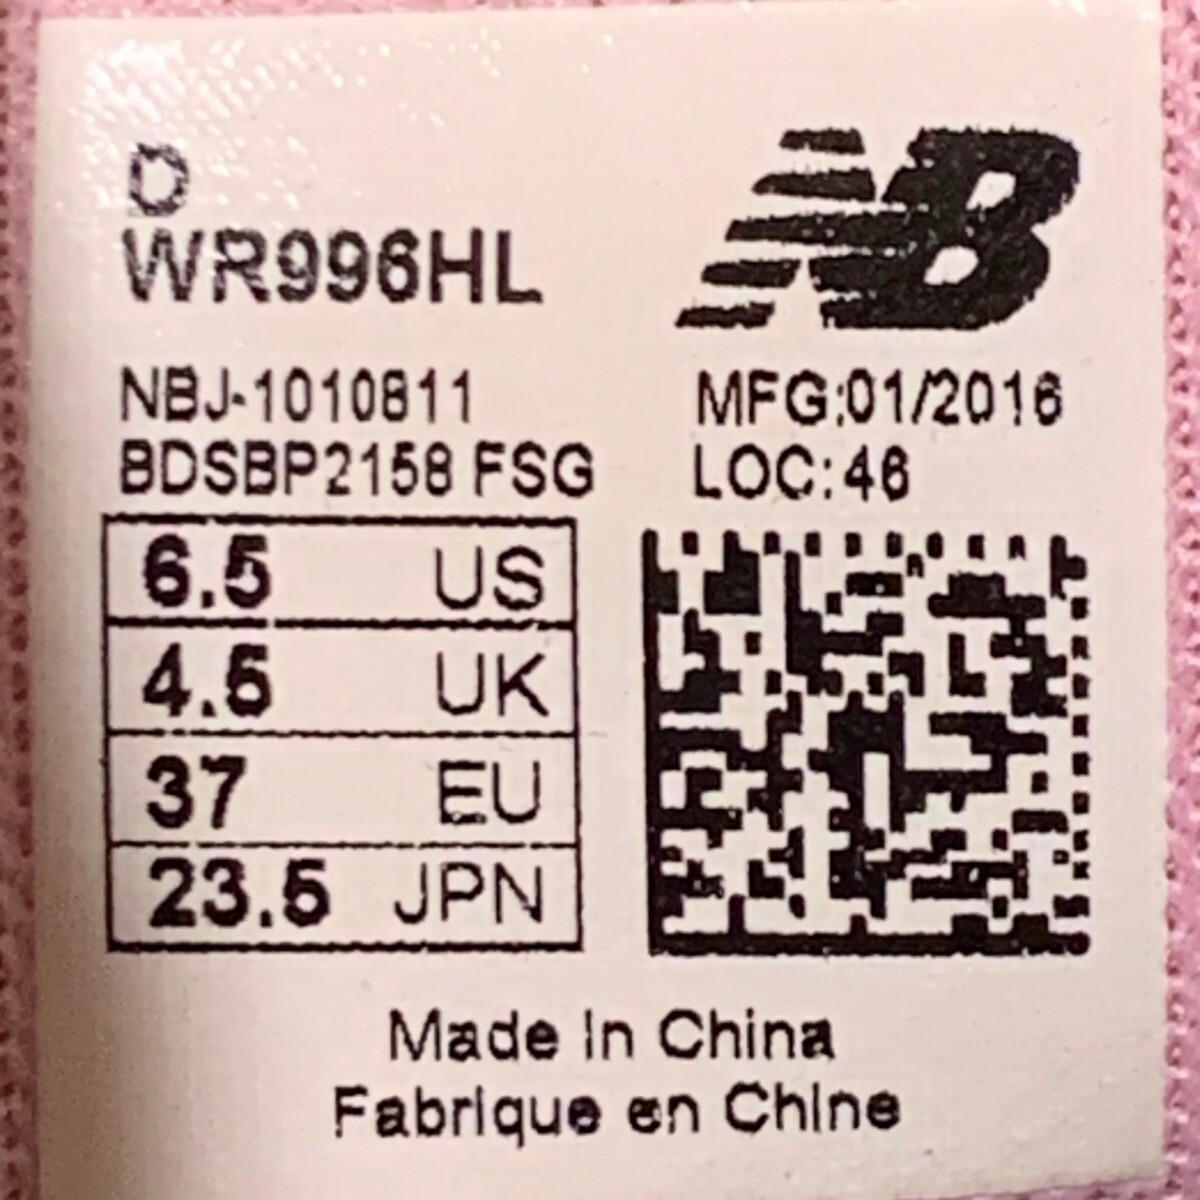 D
WR996HL
NB
NBJ-1010811
BDSBP2158 FSG
MFG:01/2016
LOC:46
6.5 US
4.5 UK
37 EU
23.5 JPN
Made in China
Fabrique en Chine